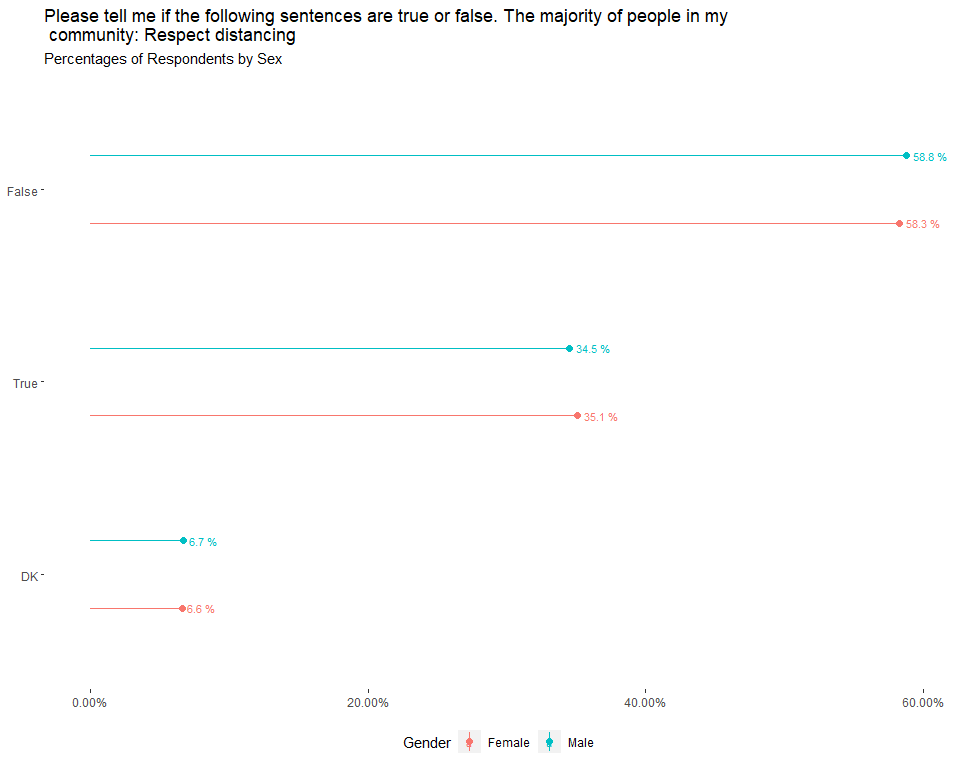 Please tell me if the following sentences are true or false. The majority of people in my
community: Respect distancing
Percentages of Respondents by Sex
58.8 %
False
58.3 %
34.5 %
True
35.1 %
6.7 %
DK
6.6 %
0.00% 20.00% 40.00% 60.00%
Gender Female Male